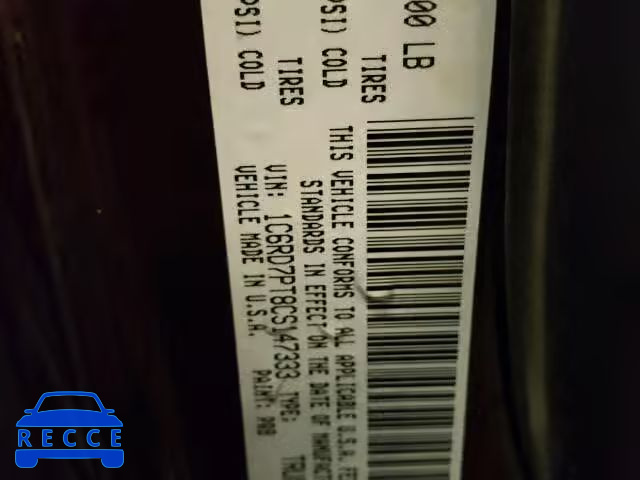 00 LB
TIRES
PSI) COLD
TIRES
PSI) COLD
THIS VEHICLE CONFORMS TO ALL APPLICABLE U.S.A. FE
STANDARDS IN EFFECT ON THE DATE OF MANUFACT
VIN: 1C6RD7PT8CS147333 TYPE: TRU
VEHICLE MADE IN U.S.A. PAINT: PRB
RECCE